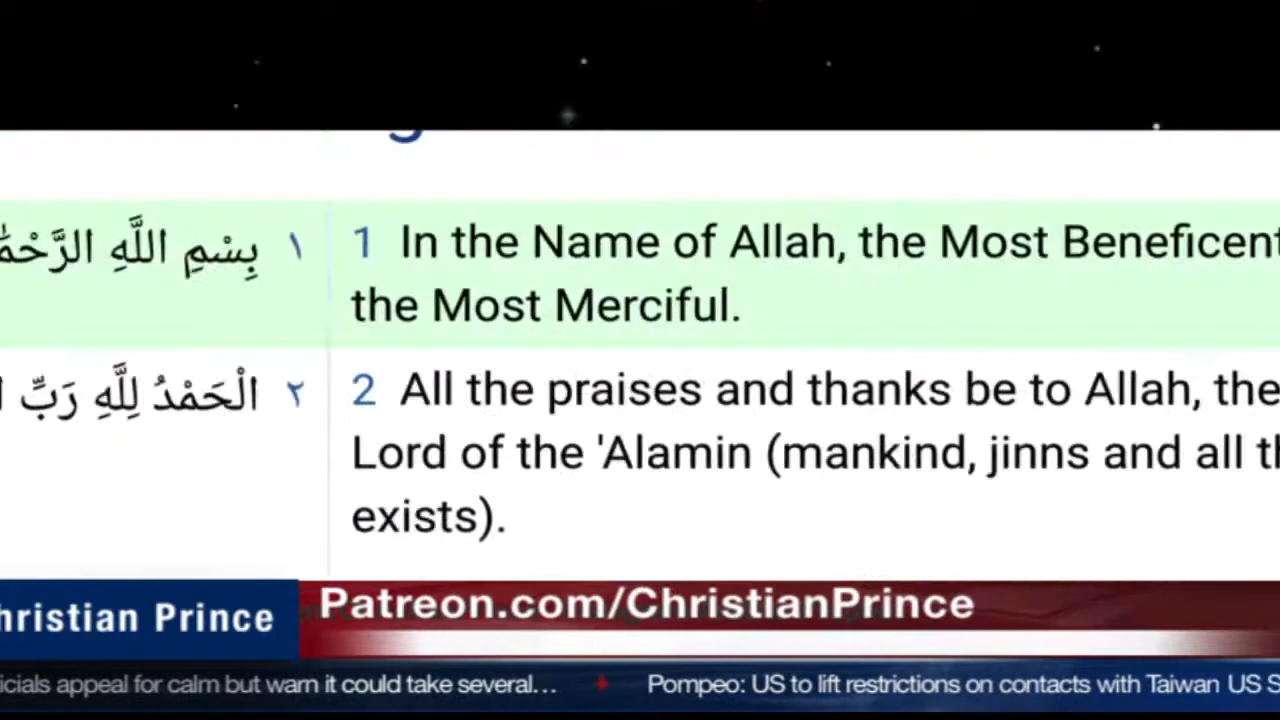 بِسْمِ اللَّهِ الرَّحْمَٰ ١
1 In the Name of Allah, the Most Beneficent
the Most Merciful.
الْحَمْدُ لِلَّهِ رَبِّ ٢
2 All the praises and thanks be to Allah, the
Lord of the 'Alamin (mankind, jinns and all th
exists).
hristian Prince
Patreon.com/ChristianPrince
icials appeal for calm but warn it could take several... Pompeo: US to lift restrictions on contacts with Taiwan US S